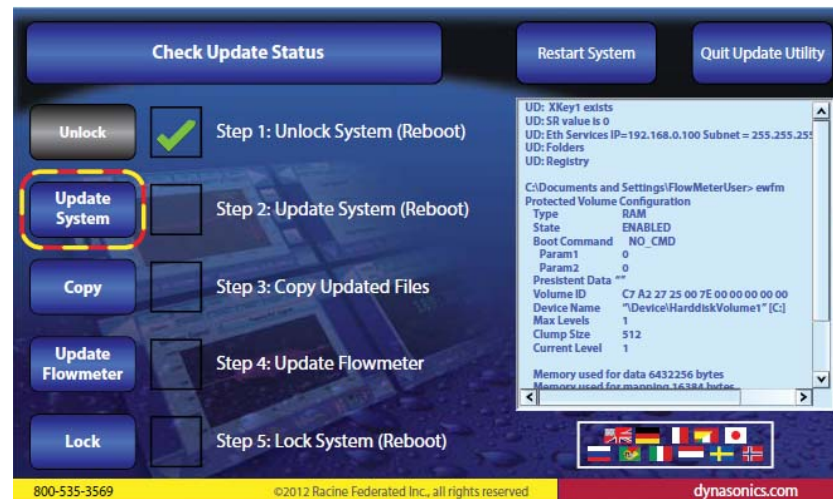 Check Update Status
Restart System
Quit Update Utility
Unlock
Step 1: Unlock System (Reboot)
Update
System
Step 2: Update System (Reboot)
Copy
Step 3: Copy Updated Files
Update
Flowmeter
Step 4: Update Flowmeter
Lock
Step 5: Lock System (Reboot)
UD: XKey1 exists
UD: SR value is 0
UD: Eth Services IP=192.168.0.100 Subnet = 255.255.255
UD: Folders
UD: Registry
C:\Documents and Settings\FlowMeterUser> ewfm
Protected Volume Configuration
Type RAM
State ENABLED
Boot Command NO_CMD
Param1 0
Param2 0
Presistent Data ""
Volume ID C7 A2 27 25 00 7E 00 00 00 00 00
Device Name "\Device\HarddiskVolume1" [C:]
Max Levels 1
Clump Size 512
Current Level 1
Memory used for data 6432256 bytes
Memory used for mapping 16384 bytes
800-535-3569
©2012 Racine Federated Inc., all rights reserved
dynasonics.com